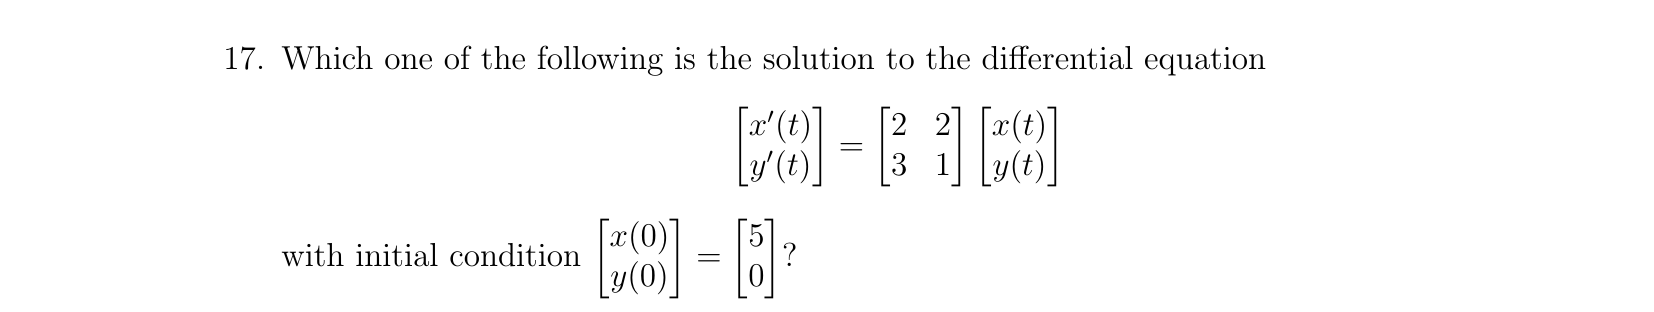 17. Which one of the following is the solution to the differential equation
[x′(t) y′(t)] = [2 2 3 1] [x(t) y(t)]
with initial condition [x(0) y(0)] = [5 0]?